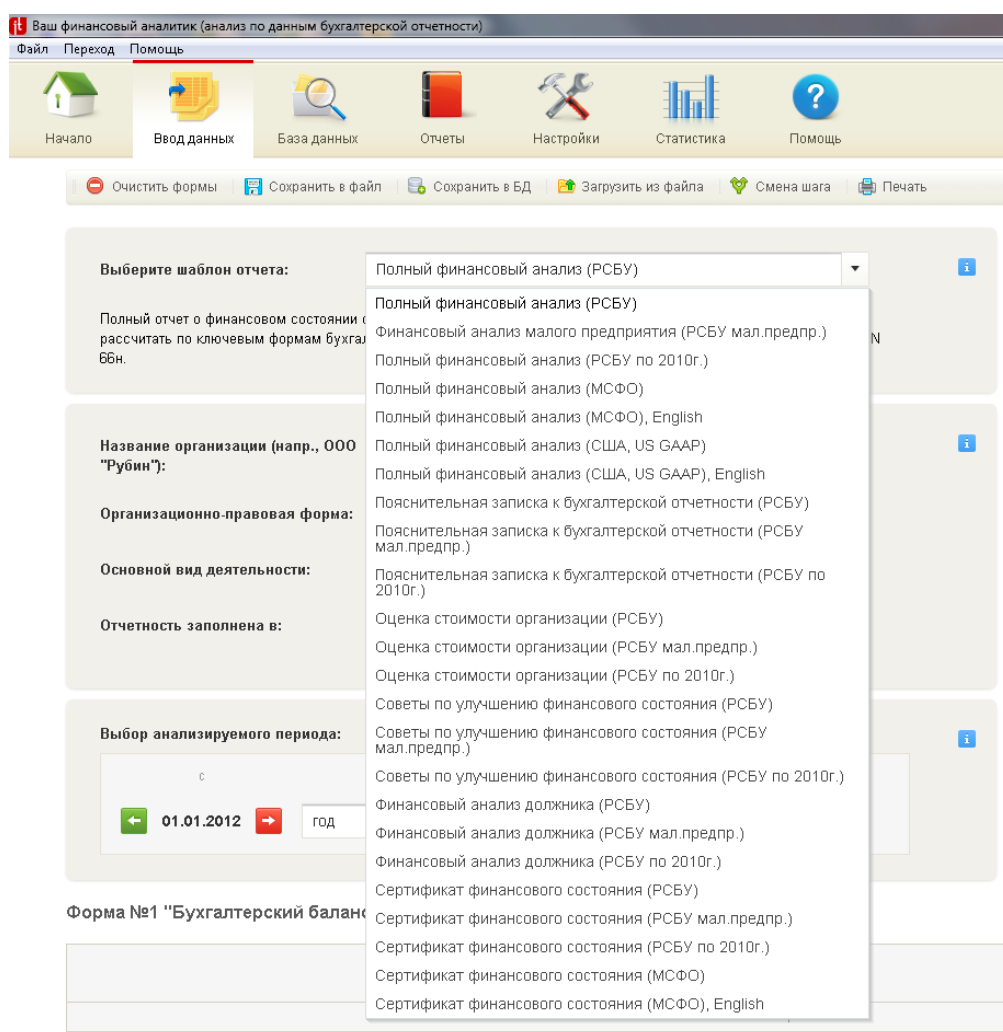 Ваш финансовый аналитик (анализ по данным бухгалтерской отчетности)
Файл Переход Помощь
Начало Ввод данных База данных Отчеты Настройки Статистика Помощь
Очистить формы Сохранить в файл Сохранить в БД Загрузить из файла Смена шага Печать
Выберите шаблон отчета: Полный финансовый анализ (РСБУ)
Полный отчет о финансовом состоянии
рассчитать по ключевым формам N
66н.
Полный финансовый анализ (РСБУ)
Финансовый анализ малого предприятия (РСБУ мал.предпр.)
Полный финансовый анализ (РСБУ по 2010г.)
Полный финансовый анализ (МСФО)
Полный финансовый анализ (МСФО), English
Полный финансовый анализ (США, US GAAP)
Полный финансовый анализ (США, US GAAP), English
Пояснительная записка к бухгалтерской отчетности (РСБУ)
Пояснительная записка к бухгалтерской отчетности (РСБУ
мал.предпр.)
Пояснительная записка к бухгалтерской отчетности (РСБУ по
2010г.)
Оценка стоимости организации (РСБУ)
Оценка стоимости организации (РСБУ мал.предпр.)
Оценка стоимости организации (РСБУ по 2010г.)
Советы по улучшению финансового состояния (РСБУ)
Советы по улучшению финансового состояния (РСБУ
мал.предпр.)
Советы по улучшению финансового состояния (РСБУ по 2010г.)
Финансовый анализ должника (РСБУ)
Финансовый анализ должника (РСБУ мал.предпр.)
Финансовый анализ должника (РСБУ по 2010г.)
Сертификат финансового состояния (РСБУ)
Сертификат финансового состояния (РСБУ мал.предпр.)
Сертификат финансового состояния (РСБУ по 2010г.)
Сертификат финансового состояния (МСФО)
Сертификат финансового состояния (МСФО), English
Название организации (напр., ООО
"Рубин"):
Организационно-правовая форма:
Основной вид деятельности:
Отчетность заполнена в:
Выбор анализируемого периода:
с
01.01.2012 год
Форма №1 "Бухгалтерский